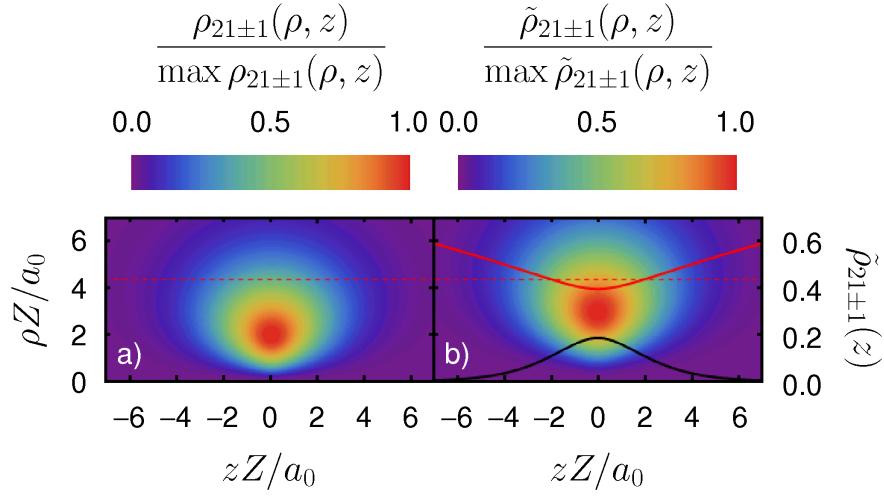 ρ₂₁±₁(ρ, z) / max ρ₂₁±₁(ρ, z)
ρ̃₂₁±₁(ρ, z) / max ρ̃₂₁±₁(ρ, z)
0.0 0.5 1.0
0.0 0.5 1.0
ρZ/a₀
6
4
2
0
a)
b)
0.6
0.4
0.2
0.0
ρ̃₂₁±₁(z)
−6 −4 −2 0 2 4 6
−6 −4 −2 0 2 4 6
zZ/a₀
zZ/a₀